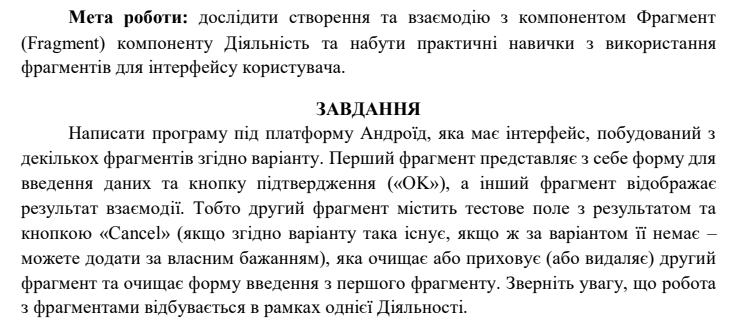 Мета роботи: дослідити створення та взаємодію з компонентом Фрагмент
(Fragment) компоненту Діяльність та набути практичні навички з використання
фрагментів для інтерфейсу користувача.
ЗАВДАННЯ
Написати програму під платформу Андроїд, яка має інтерфейс, побудований з
декількох фрагментів згідно варіанту. Перший фрагмент представляє з себе форму для
введення даних та кнопку підтвердження («ОК»), а інший фрагмент відображає
результат взаємодії. Тобто другий фрагмент містить тестове поле з результатом та
кнопкою «Cancel» (якщо згідно варіанту така існує, якщо ж за варіантом її немає –
можете додати за власним бажанням), яка очищає або приховує (або видаляє) другий
фрагмент та очищає форму введення з першого фрагменту. Зверніть увагу, що робота
з фрагментами відбувається в рамках однієї Діяльності.